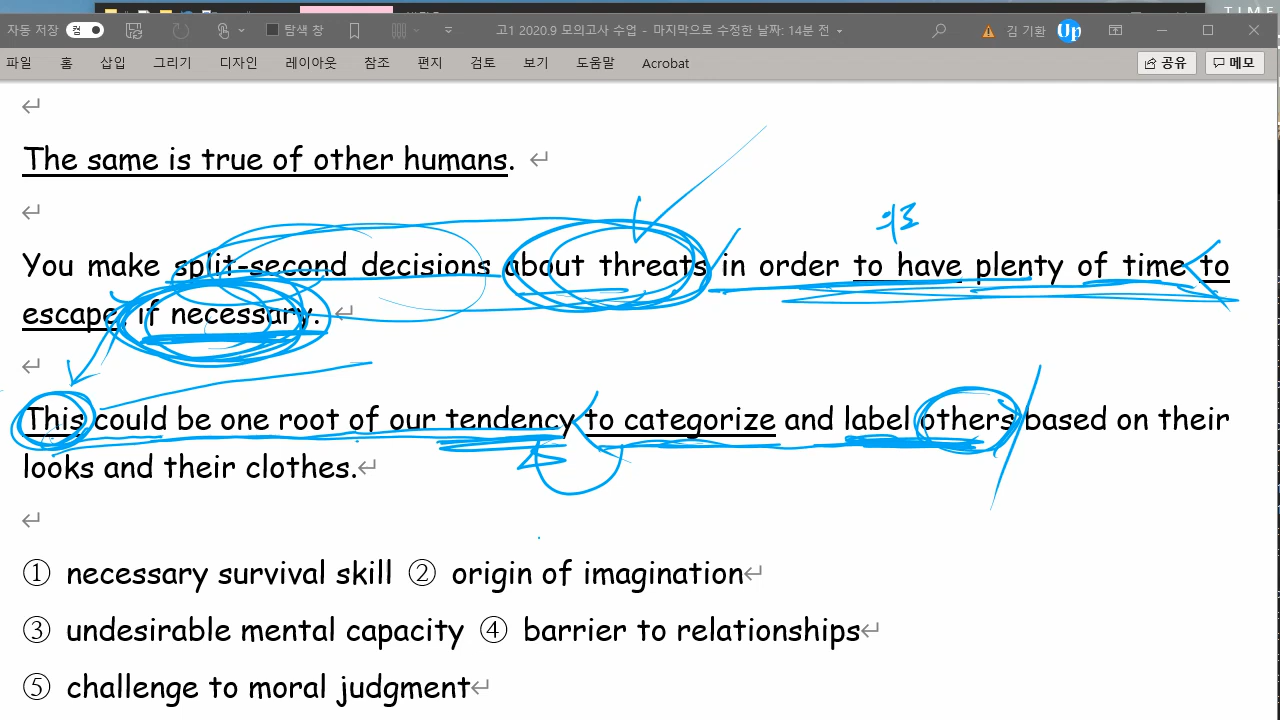 TIME
자동 저장 컴 탐색 창 고1 2020.9 모의고사 수업 - 마지막으로 수정한 날짜: 14분 전 김 기환 Up
파일 홈 삽입 그리기 디자인 레이아웃 참조 편지 검토 보기 도움말 Acrobat 공유 메모
The same is true of other humans.
You make split-second decisions about threats in order to have plenty of time to
escape, if necessary.
This could be one root of our tendency to categorize and label others based on their
looks and their clothes.
① necessary survival skill ② origin of imagination
③ undesirable mental capacity ④ barrier to relationships
⑤ challenge to moral judgment